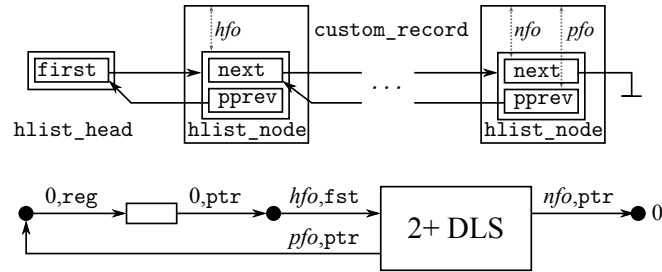 hfo custom_record nfo pfo
first next ... next
pprev pprev
hlist_head hlist_node hlist_node
0,reg 0,ptr hfo,fst nfo,ptr
2+ DLS 0
pfo,ptr